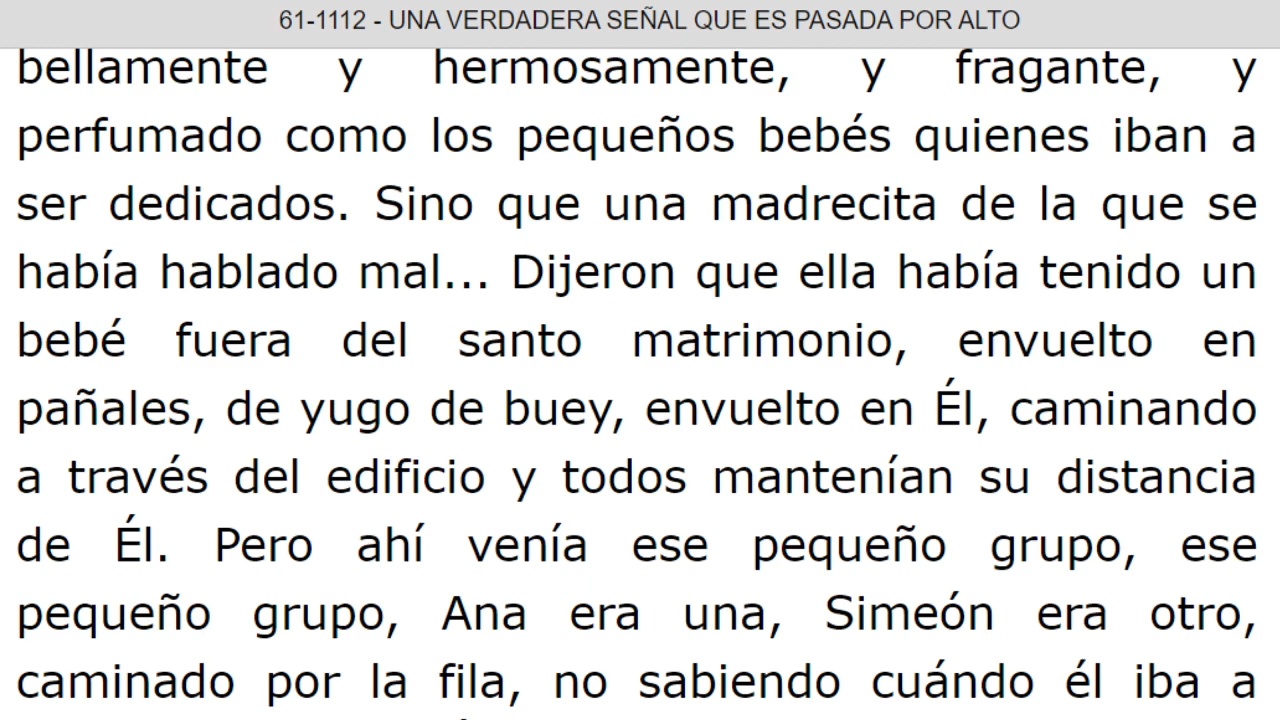 61-1112 - UNA VERDADERA SEÑAL QUE ES PASADA POR ALTO
bellamente y hermosamente, y fragante, y
perfumado como los pequeños bebés quienes iban a
ser dedicados. Sino que una madrecita de la que se
había hablado mal... Dijeron que ella había tenido un
bebé fuera del santo matrimonio, envuelto en
pañales, de yugo de buey, envuelto en Él, caminando
a través del edificio y todos mantenían su distancia
de Él. Pero ahí venía ese pequeño grupo, ese
pequeño grupo, Ana era una, Simeón era otro,
caminado por la fila, no sabiendo cuándo él iba a